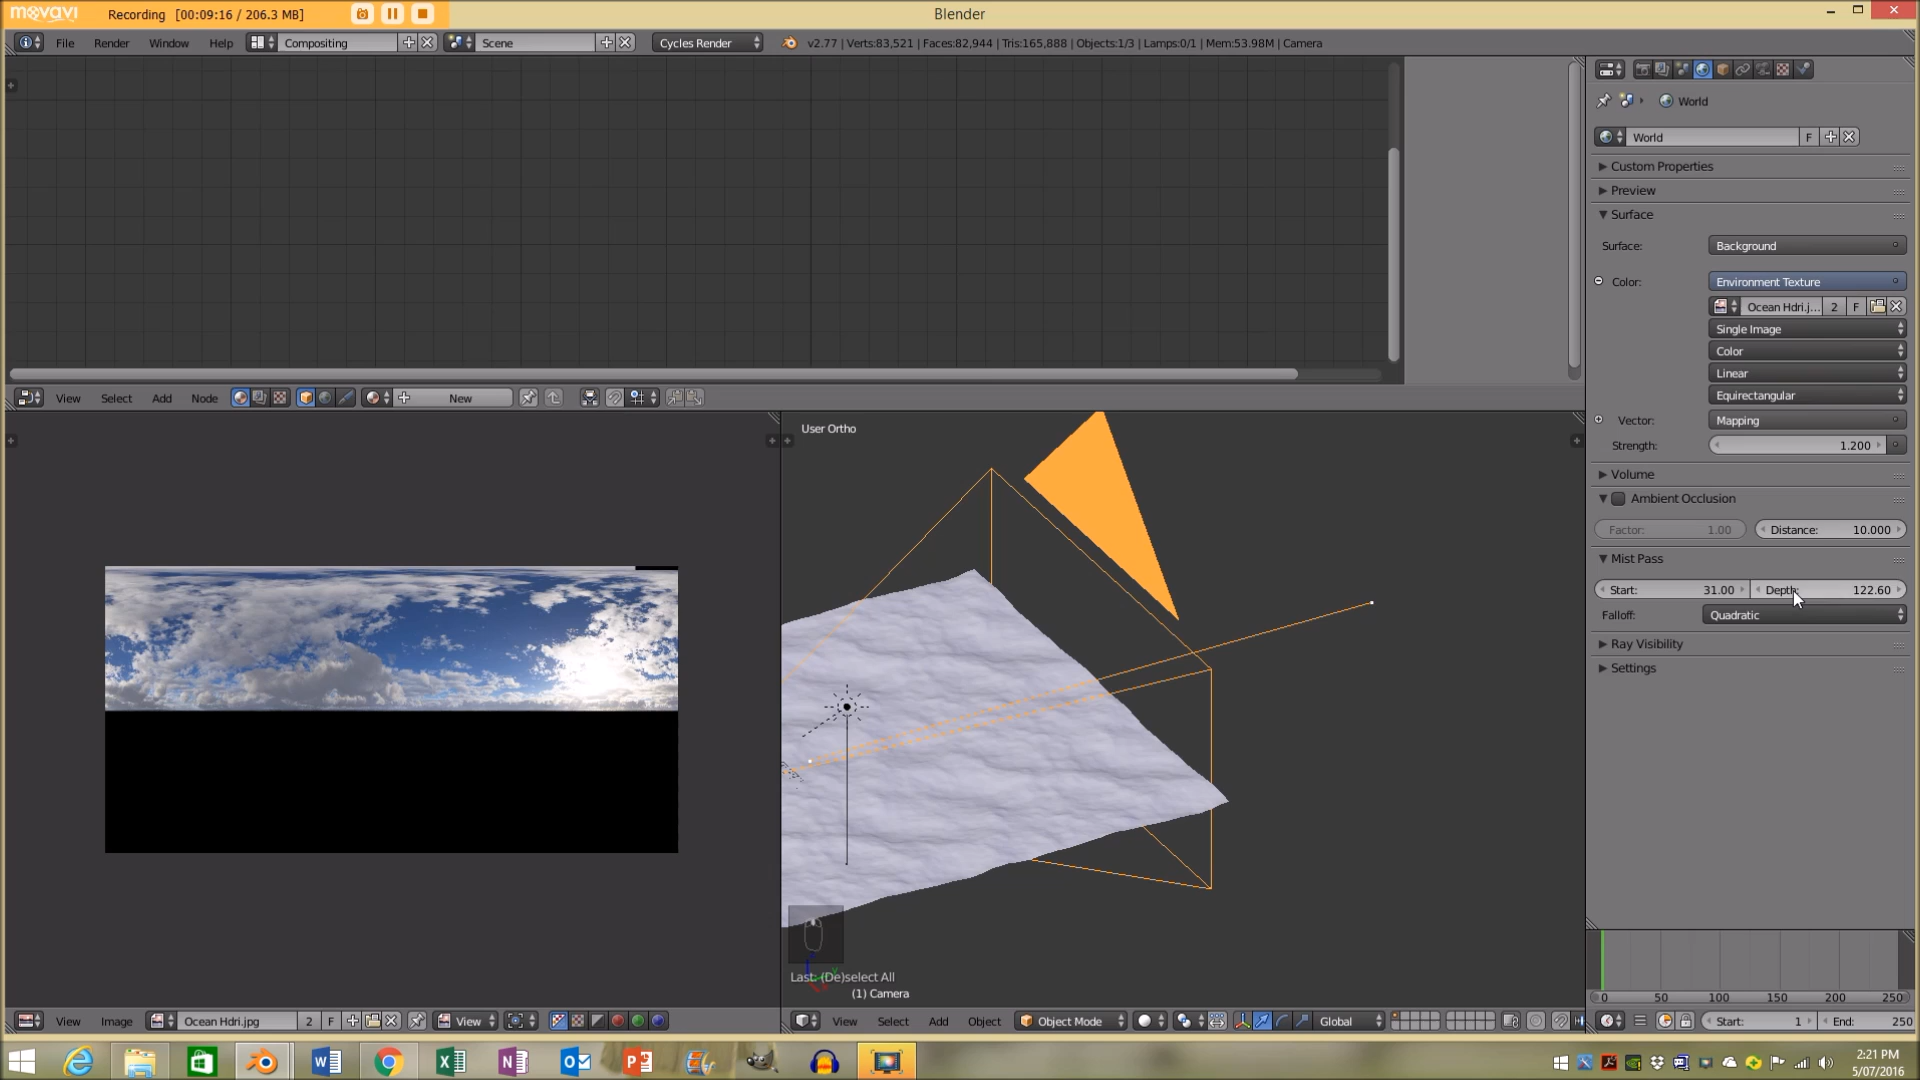 movavi Recording [00:09:16 / 206.3 MB] Blender
File Render Window Help Compositing Scene Cycles Render v2.77 | Verts:83,521 | Faces:82,944 | Tris:165,888 | Objects:1/3 | Lamps:0/1 | Mem:53.98M | Camera
World
World F
Custom Properties
Preview
Surface
Surface: Background
Color: Environment Texture
Ocean Hdri.j... 2 F
Single Image
Color
Linear
Equirectangular
Vector: Mapping
Strength: 1.200
Volume
Ambient Occlusion
Factor: 1.00 Distance: 10.000
Mist Pass
Start: 31.00 Depth: 122.60
Falloff: Quadratic
Ray Visibility
Settings
View Select Add Node New
User Ortho
Last: (De)select All
(1) Camera
0 50 100 150 200 250
View Image Ocean Hdri.jpg 2 F View
View Select Add Object Object Mode Global
Start: 1 End: 250
2:21 PM
5/07/2016